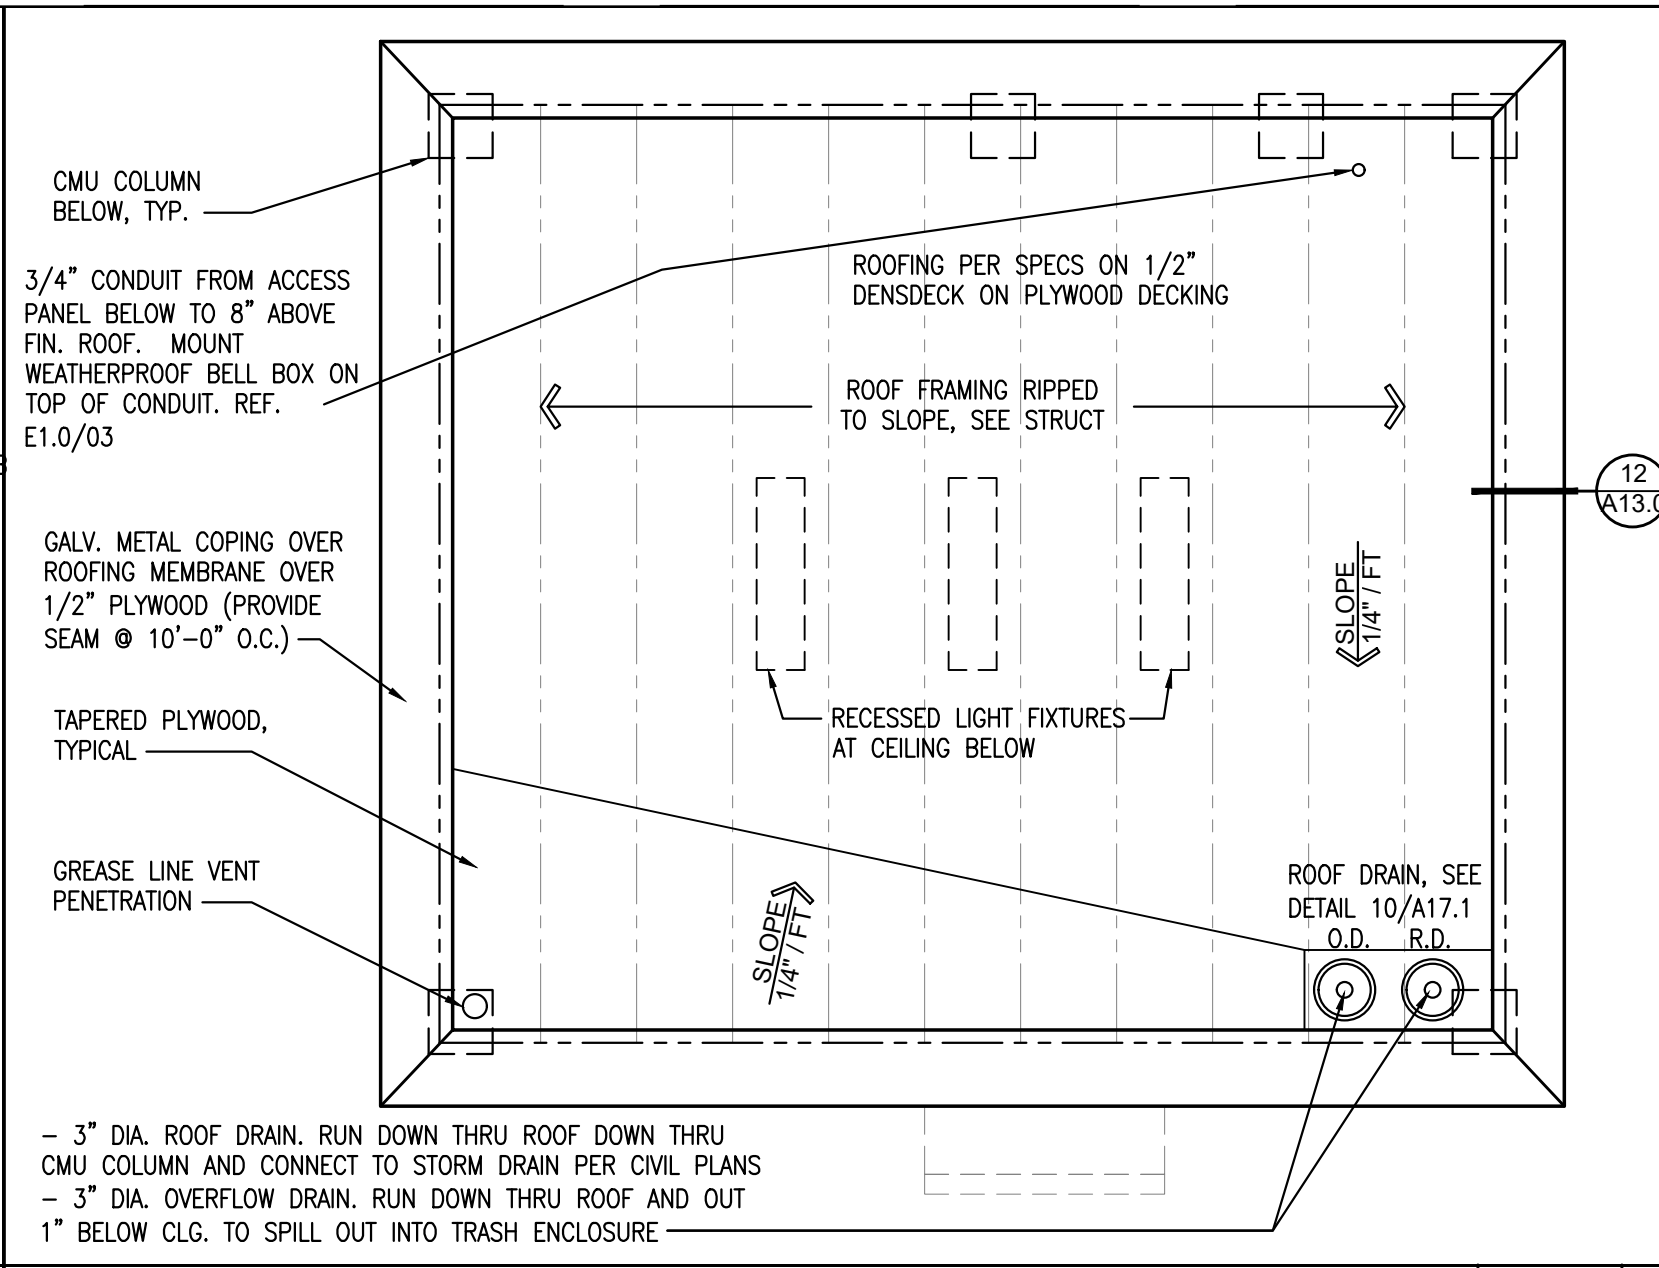 CMU COLUMN
BELOW, TYP.
3/4" CONDUIT FROM ACCESS
PANEL BELOW TO 8" ABOVE
FIN. ROOF. MOUNT
WEATHERPROOF BELL BOX ON
TOP OF CONDUIT. REF.
E1.0/03
ROOFING PER SPECS ON 1/2"
DENSDECK ON PLYWOOD DECKING
ROOF FRAMING RIPPED
TO SLOPE, SEE STRUCT
12
A13.0
GALV. METAL COPING OVER
ROOFING MEMBRANE OVER
1/2" PLYWOOD (PROVIDE
SEAM @ 10'-0" O.C.)
SLOPE
1/4" / FT
TAPERED PLYWOOD,
TYPICAL
RECESSED LIGHT FIXTURES
AT CEILING BELOW
GREASE LINE VENT
PENETRATION
SLOPE
1/4" / FT
ROOF DRAIN, SEE
DETAIL 10/A17.1
O.D. R.D.
- 3" DIA. ROOF DRAIN. RUN DOWN THRU ROOF DOWN THRU
CMU COLUMN AND CONNECT TO STORM DRAIN PER CIVIL PLANS
- 3" DIA. OVERFLOW DRAIN. RUN DOWN THRU ROOF AND OUT
1" BELOW CLG. TO SPILL OUT INTO TRASH ENCLOSURE